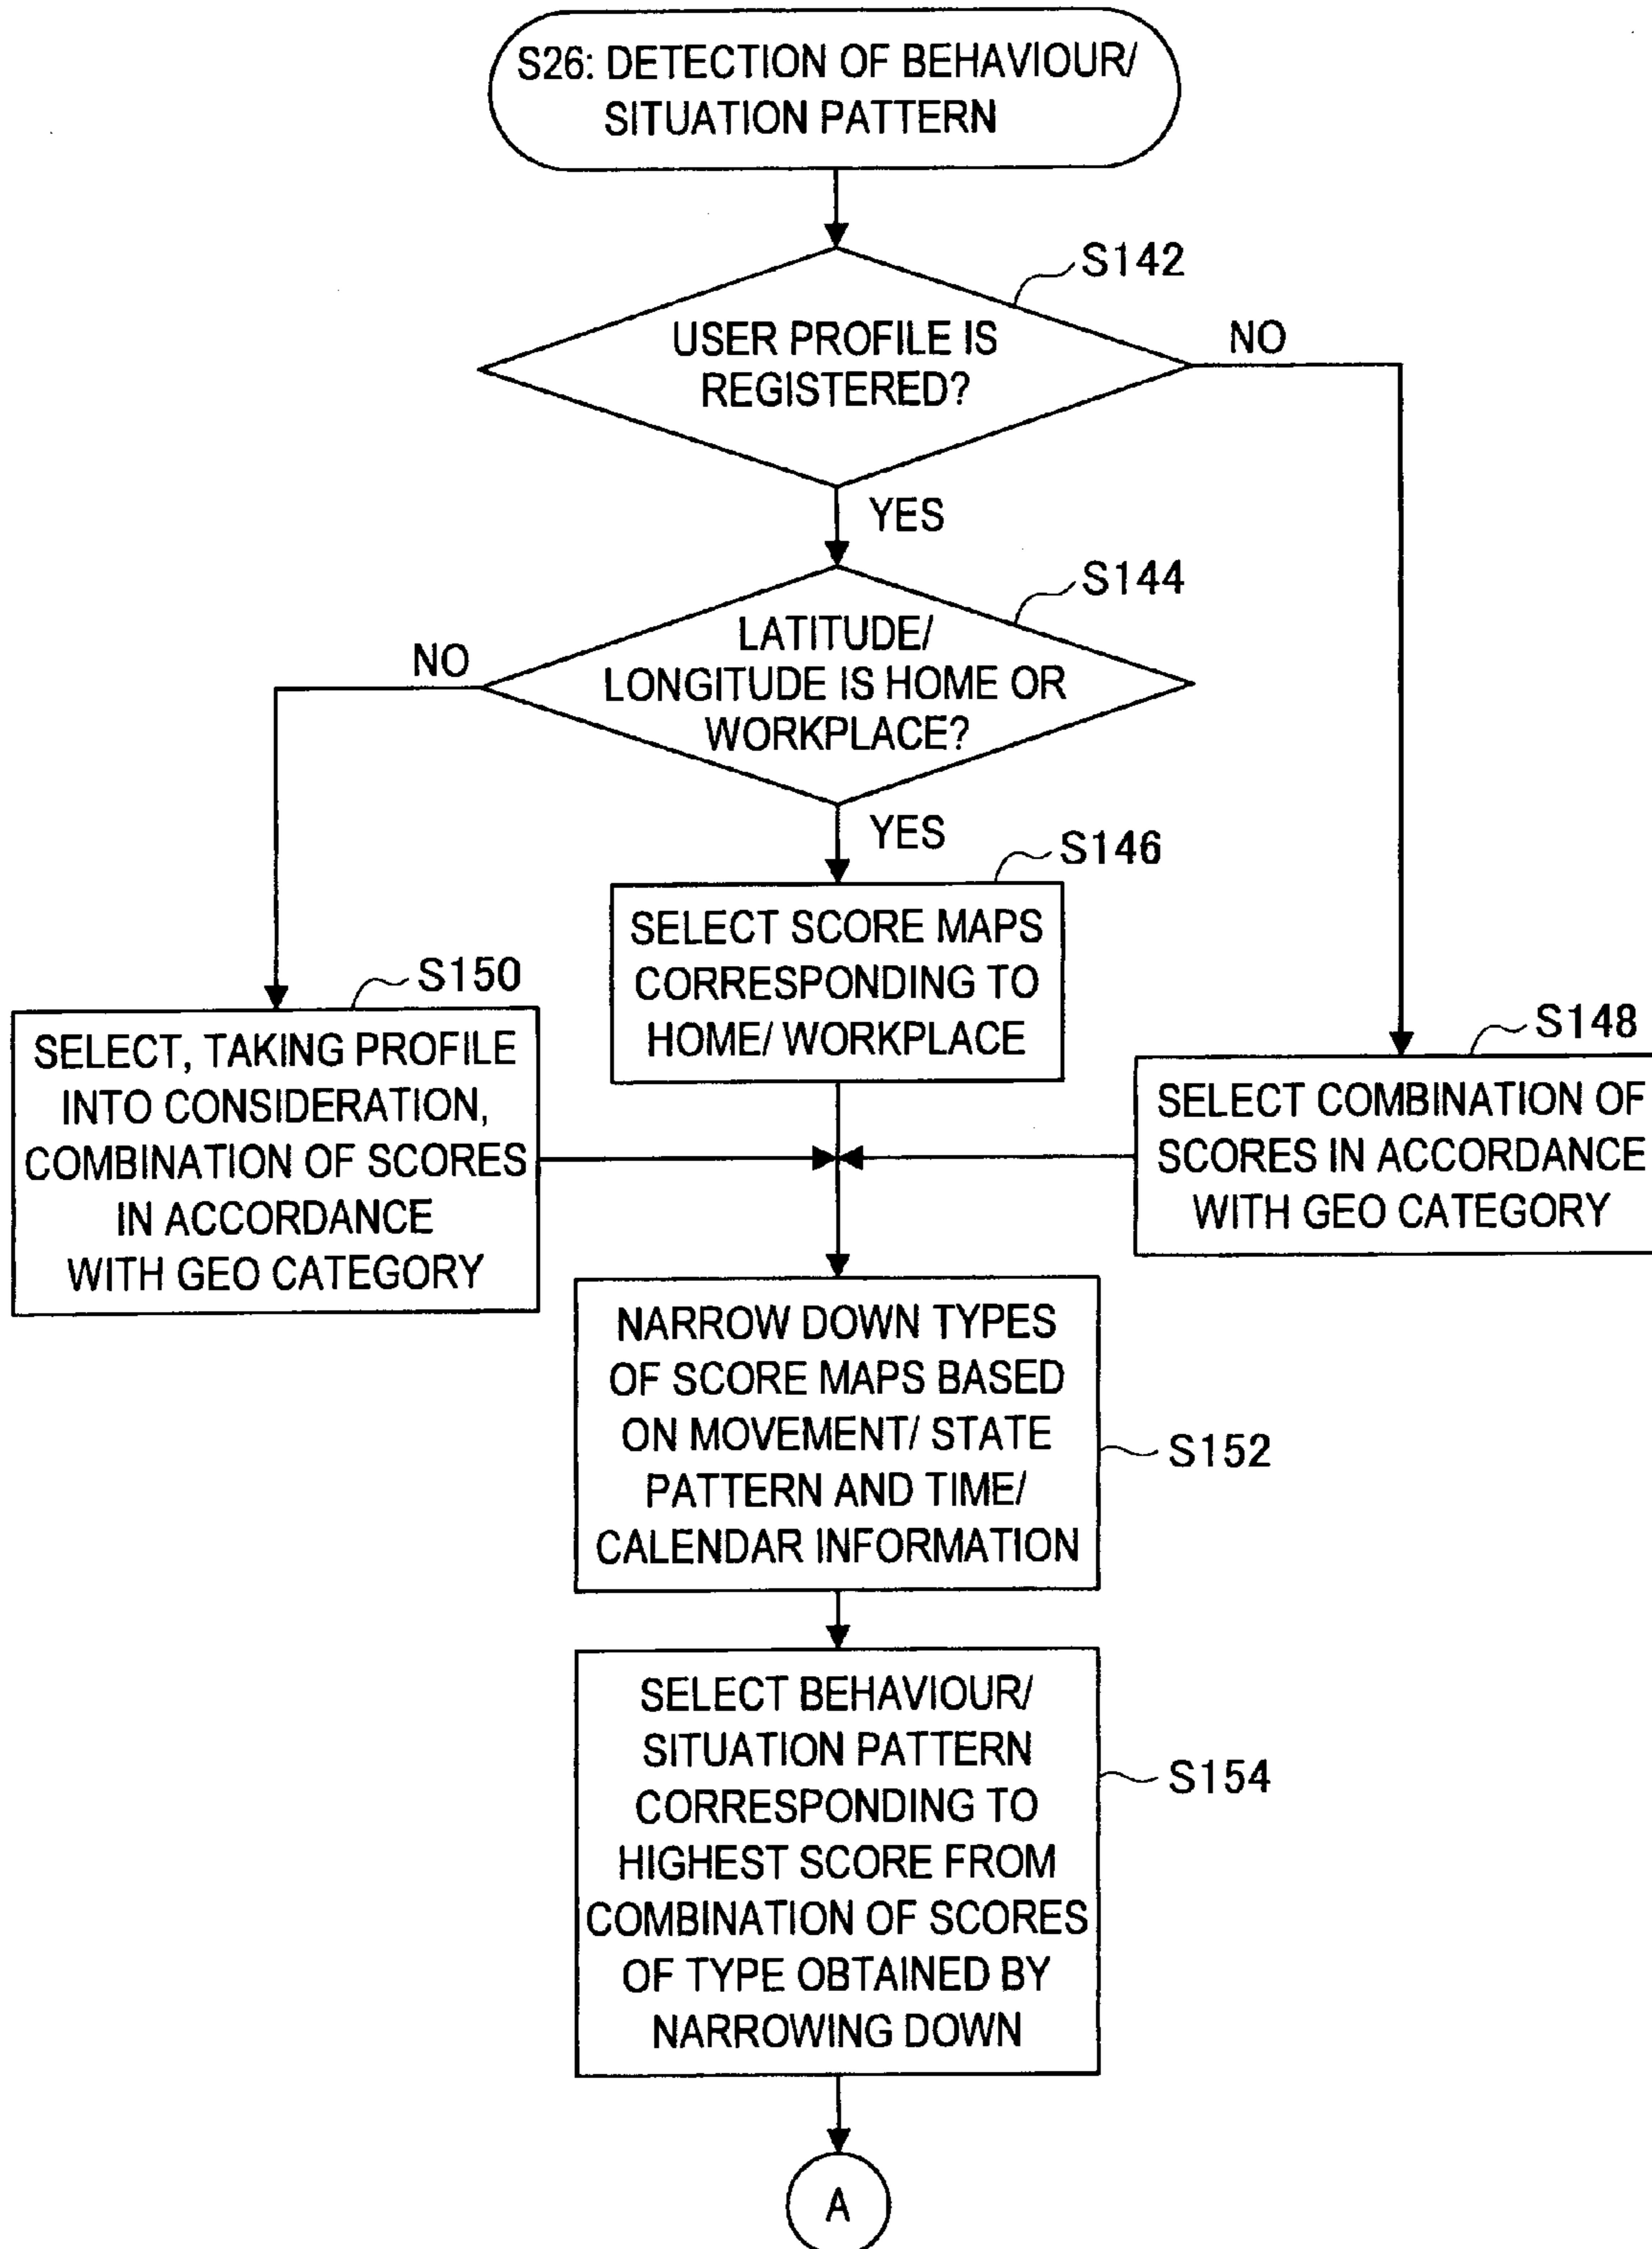 S26: DETECTION OF BEHAVIOUR/
SITUATION PATTERN
S142
USER PROFILE IS
REGISTERED?
NO
YES
S144
LATITUDE/
LONGITUDE IS HOME OR
WORKPLACE?
NO
YES
S146
SELECT SCORE MAPS
CORRESPONDING TO
HOME/ WORKPLACE
S150
SELECT, TAKING PROFILE
INTO CONSIDERATION,
COMBINATION OF SCORES
IN ACCORDANCE
WITH GEO CATEGORY
S148
SELECT COMBINATION OF
SCORES IN ACCORDANCE
WITH GEO CATEGORY
NARROW DOWN TYPES
OF SCORE MAPS BASED
ON MOVEMENT/ STATE
PATTERN AND TIME/
CALENDAR INFORMATION
S152
SELECT BEHAVIOUR/
SITUATION PATTERN
CORRESPONDING TO
HIGHEST SCORE FROM
COMBINATION OF SCORES
OF TYPE OBTAINED BY
NARROWING DOWN
S154
A